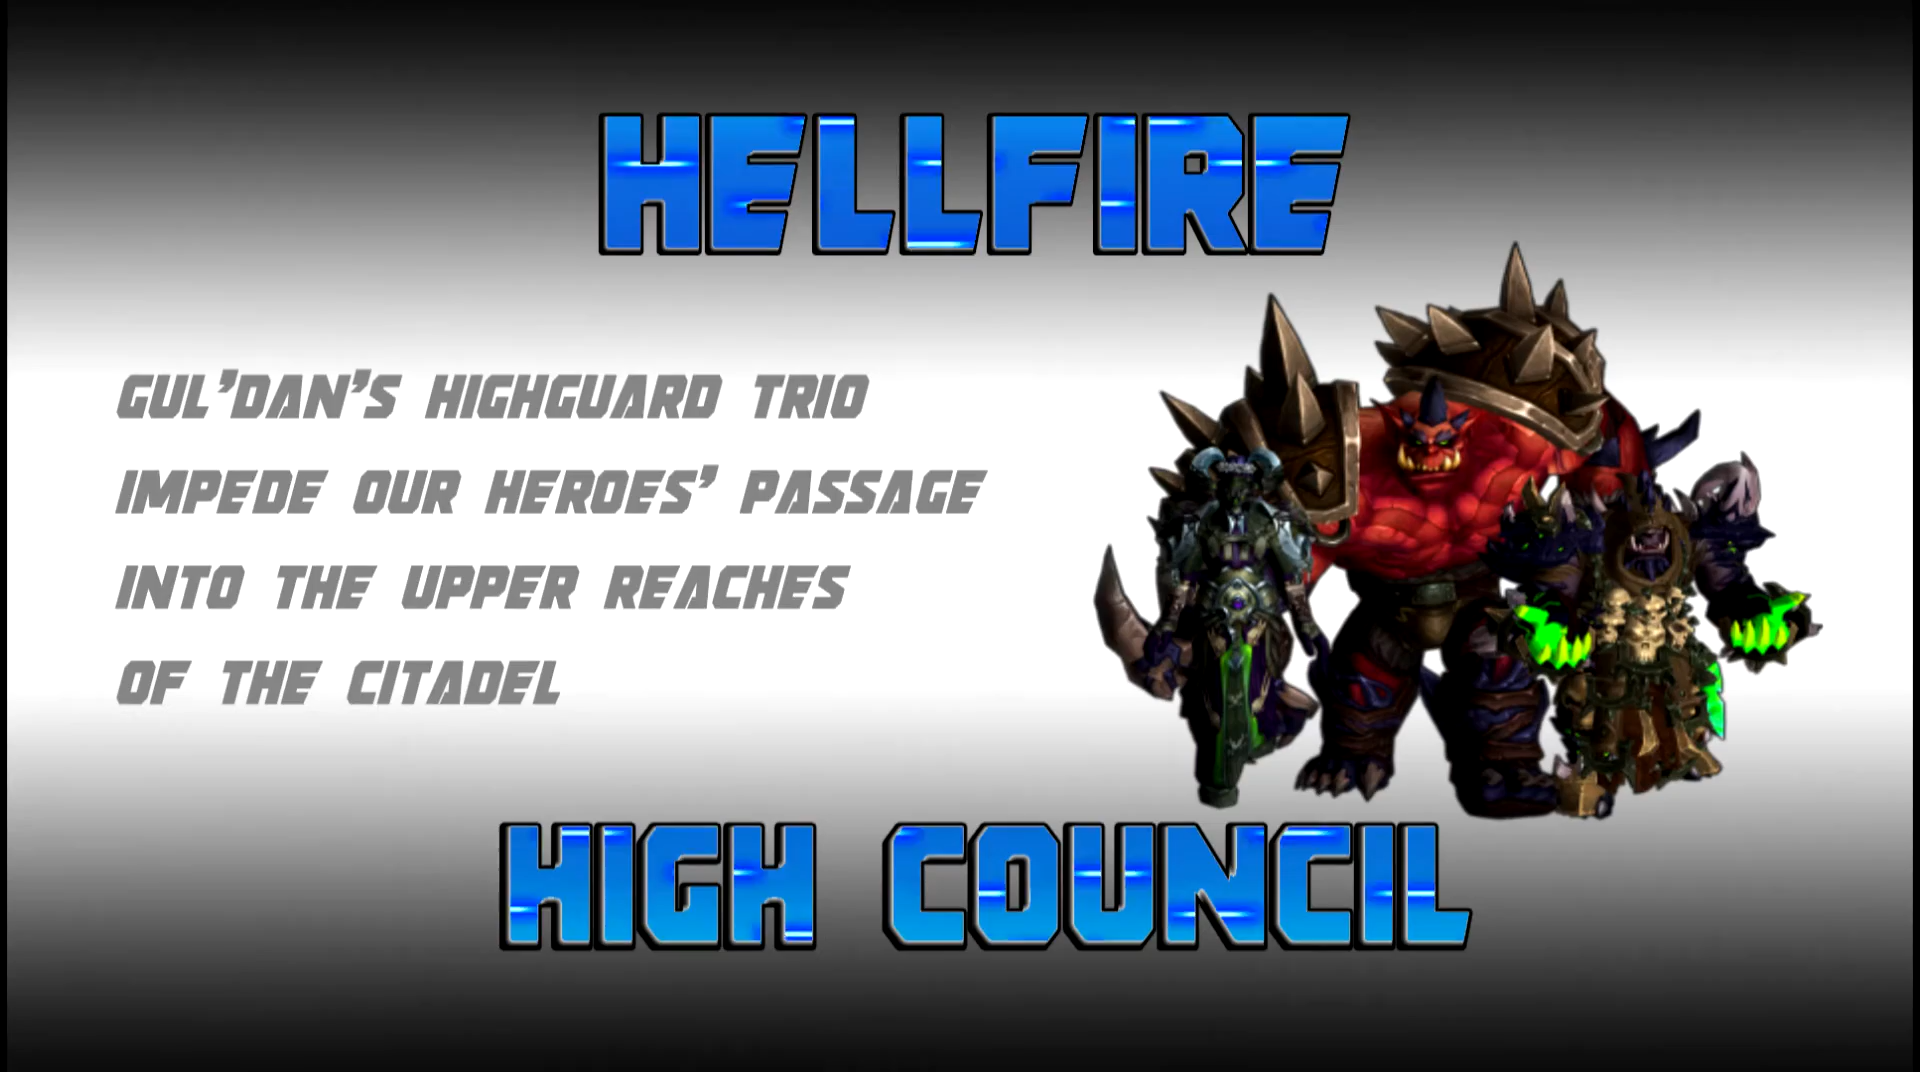 HELLFIRE
GUL'DAN'S HIGHGUARD TRIO
IMPEDE OUR HEROES' PASSAGE
INTO THE UPPER REACHES
OF THE CITADEL
HIGH COUNCIL